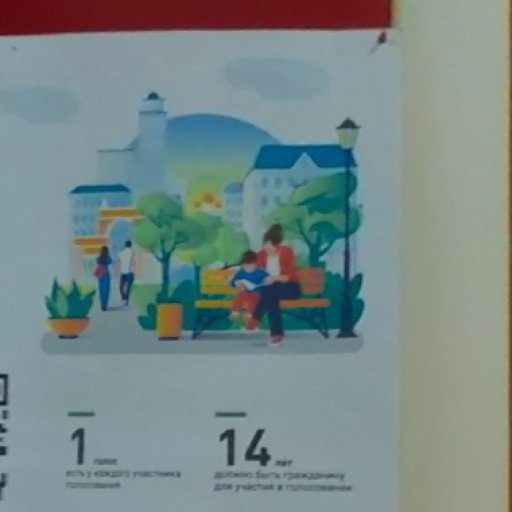 1 голос
есть у каждого участника
голосования
14 лет
должно быть гражданину
для участия в голосовании